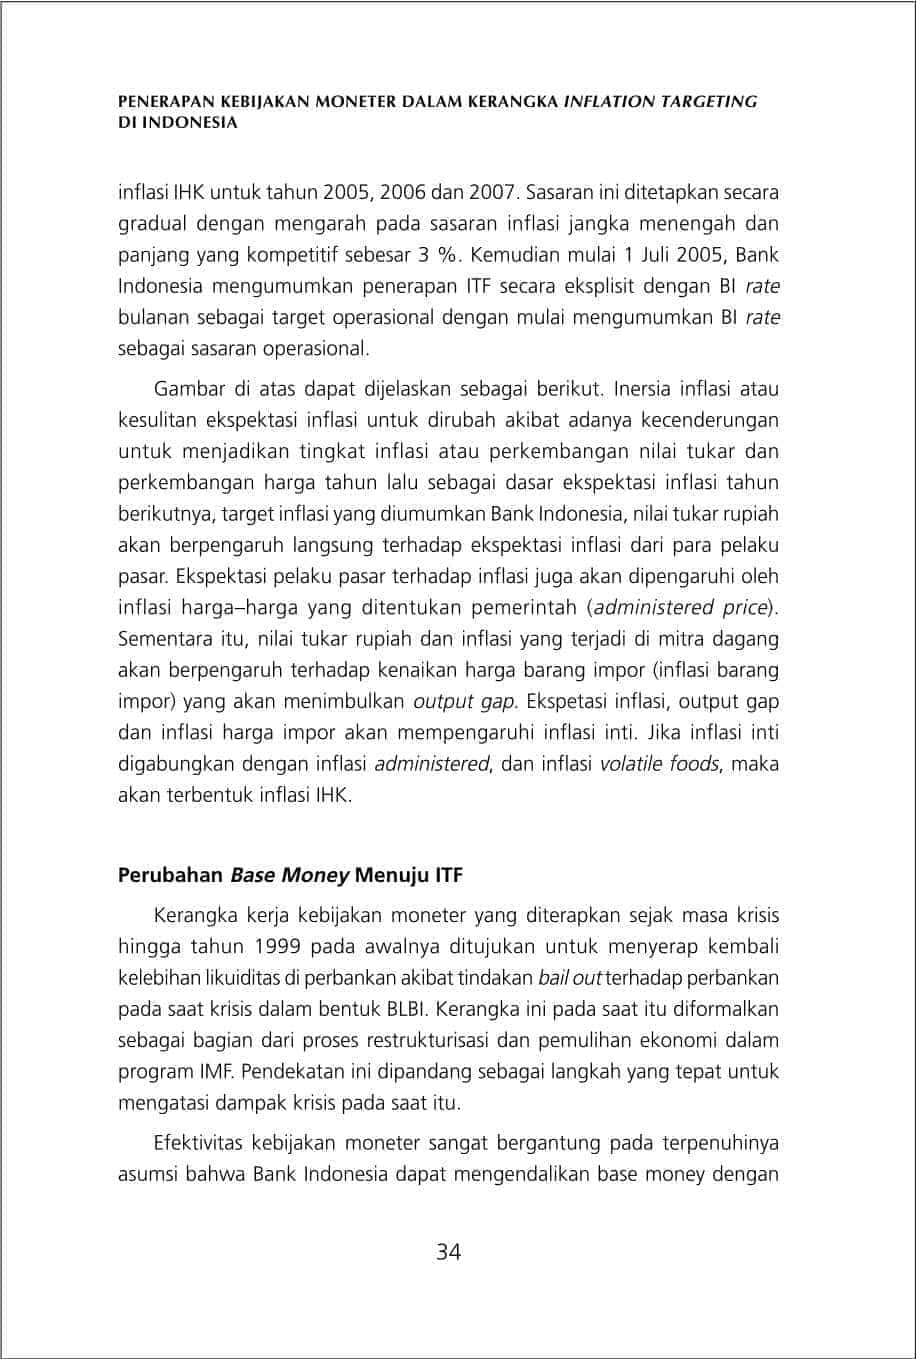 PENERAPAN KEBIJAKAN MONETER DALAM KERANGKA INFLATION TARGETING
DI INDONESIA
inflasi IHK untuk tahun 2005, 2006 dan 2007. Sasaran ini ditetapkan secara
gradual dengan mengarah pada sasaran inflasi jangka menengah dan
panjang yang kompetitif sebesar 3 %. Kemudian mulai 1 Juli 2005, Bank
Indonesia mengumumkan penerapan ITF secara eksplisit dengan BI rate
bulanan sebagai target operasional dengan mulai mengumumkan BI rate
sebagai sasaran operasional.
Gambar di atas dapat dijelaskan sebagai berikut. Inersia inflasi atau
kesulitan ekspektasi inflasi untuk dirubah akibat adanya kecenderungan
untuk menjadikan tingkat inflasi atau perkembangan nilai tukar dan
perkembangan harga tahun lalu sebagai dasar ekspektasi inflasi tahun
berikutnya, target inflasi yang diumumkan Bank Indonesia, nilai tukar rupiah
akan berpengaruh langsung terhadap ekspektasi inflasi dari para pelaku
pasar. Ekspektasi pelaku pasar terhadap inflasi juga akan dipengaruhi oleh
inflasi harga–harga yang ditentukan pemerintah (administered price).
Sementara itu, nilai tukar rupiah dan inflasi yang terjadi di mitra dagang
akan berpengaruh terhadap kenaikan harga barang impor (inflasi barang
impor) yang akan menimbulkan output gap. Ekspetasi inflasi, output gap
dan inflasi harga impor akan mempengaruhi inflasi inti. Jika inflasi inti
digabungkan dengan inflasi administered, dan inflasi volatile foods, maka
akan terbentuk inflasi IHK.
Perubahan Base Money Menuju ITF
Kerangka kerja kebijakan moneter yang diterapkan sejak masa krisis
hingga tahun 1999 pada awalnya ditujukan untuk menyerap kembali
kelebihan likuiditas di perbankan akibat tindakan bail out terhadap perbankan
pada saat krisis dalam bentuk BLBI. Kerangka ini pada saat itu diformalkan
sebagai bagian dari proses restrukturisasi dan pemulihan ekonomi dalam
program IMF. Pendekatan ini dipandang sebagai langkah yang tepat untuk
mengatasi dampak krisis pada saat itu.
Efektivitas kebijakan moneter sangat bergantung pada terpenuhinya
asumsi bahwa Bank Indonesia dapat mengendalikan base money dengan
34